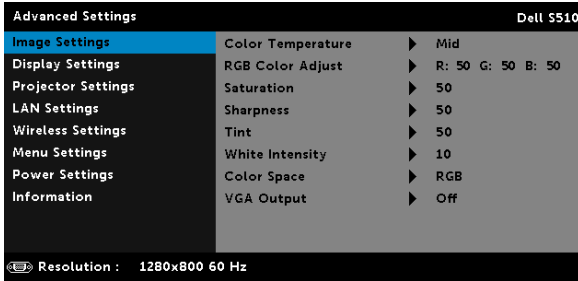 Advanced Settings Dell S510
Image Settings Color Temperature Mid
Display Settings RGB Color Adjust R: 50 G: 50 B: 50
Projector Settings Saturation 50
LAN Settings Sharpness 50
Wireless Settings Tint 50
Menu Settings White Intensity 10
Power Settings Color Space RGB
Information VGA Output Off
Resolution : 1280x800 60 Hz